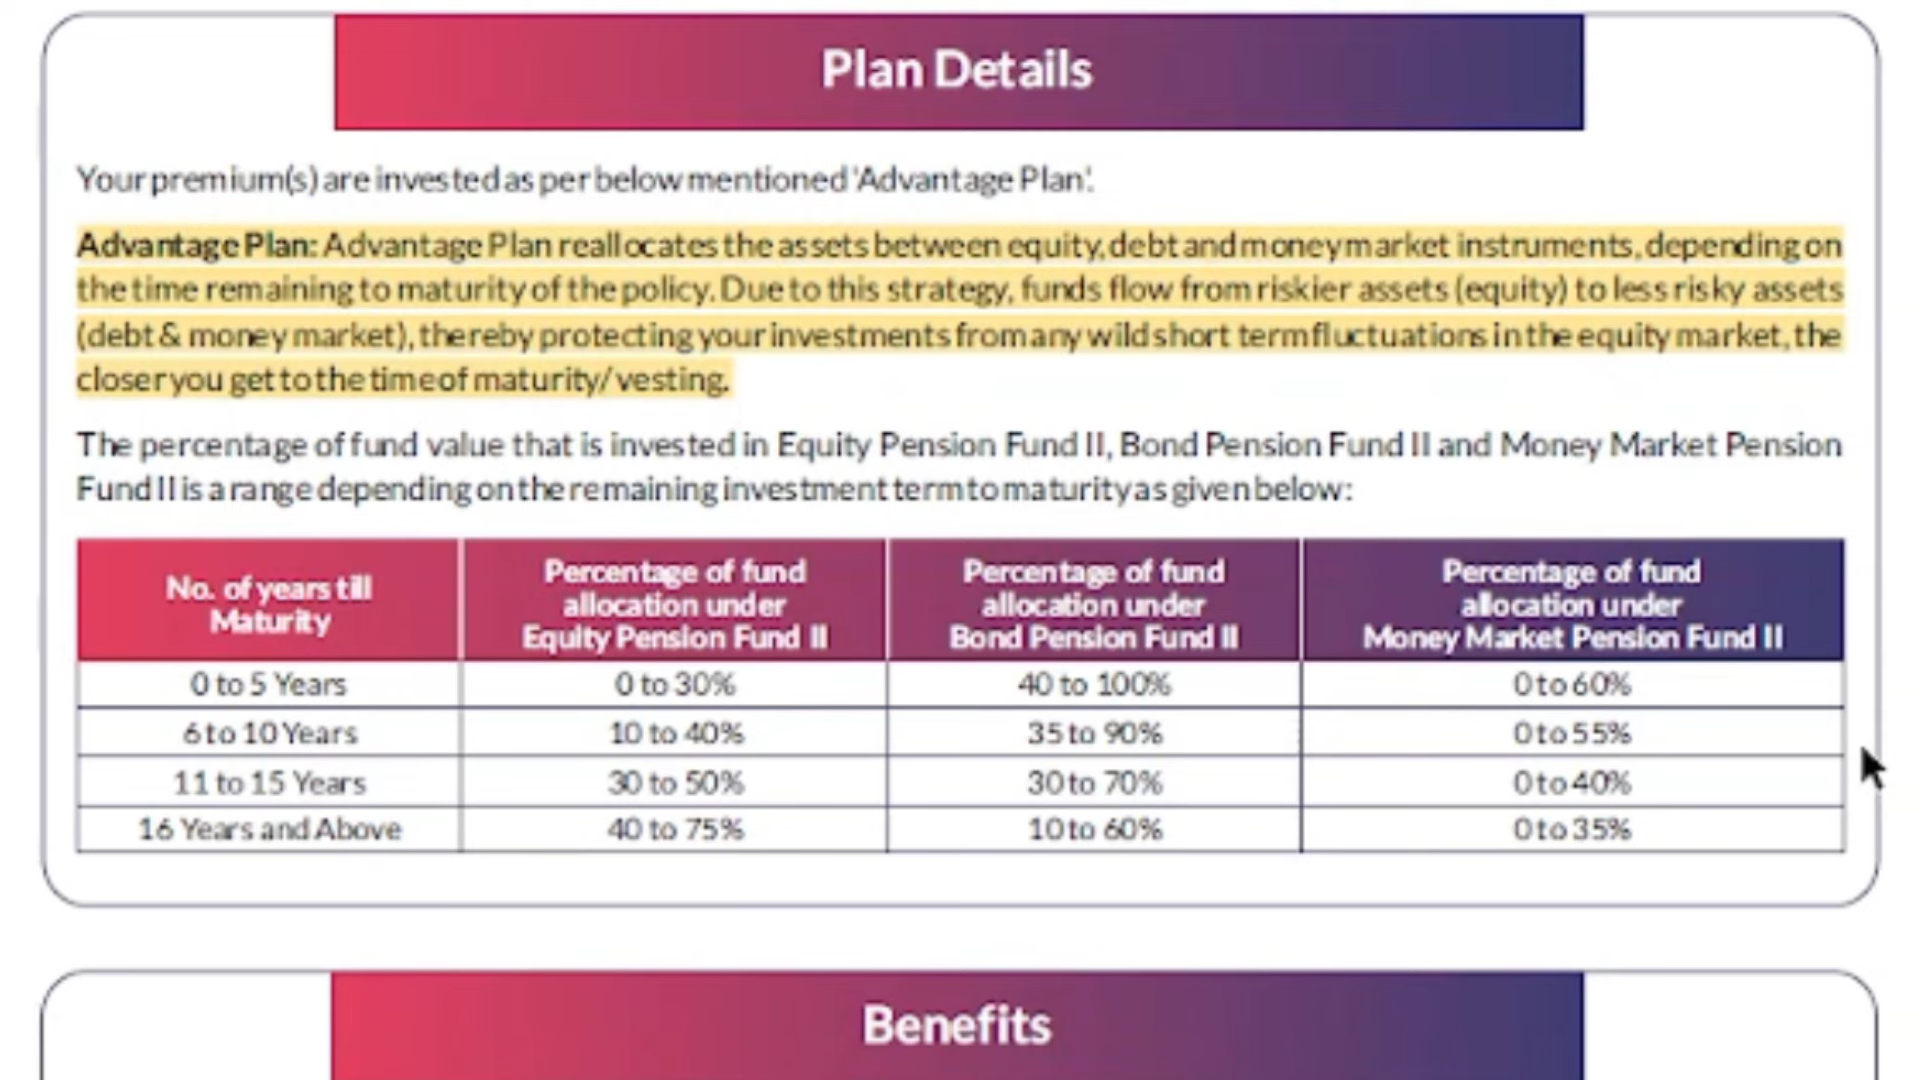 Plan Details
Your premium(s) are invested as per below mentioned 'Advantage Plan'.
Advantage Plan: Advantage Plan reallocates the assets between equity, debt and money market instruments, depending on
the time remaining to maturity of the policy. Due to this strategy, funds flow from riskier assets (equity) to less risky assets
(debt & money market), thereby protecting your investments from any wild short term fluctuations in the equity market, the
closer you get to the time of maturity/ vesting.
The percentage of fund value that is invested in Equity Pension Fund II, Bond Pension Fund II and Money Market Pension
Fund II is a range depending on the remaining investment term to maturity as given below:
No. of years till
Maturity
Percentage of fund
allocation under
Equity Pension Fund II
Percentage of fund
allocation under
Bond Pension Fund II
Percentage of fund
allocation under
Money Market Pension Fund II
0 to 5 Years 0 to 30% 40 to 100% 0 to 60%
6 to 10 Years 10 to 40% 35 to 90% 0 to 55%
11 to 15 Years 30 to 50% 30 to 70% 0 to 40%
16 Years and Above 40 to 75% 10 to 60% 0 to 35%
Benefits